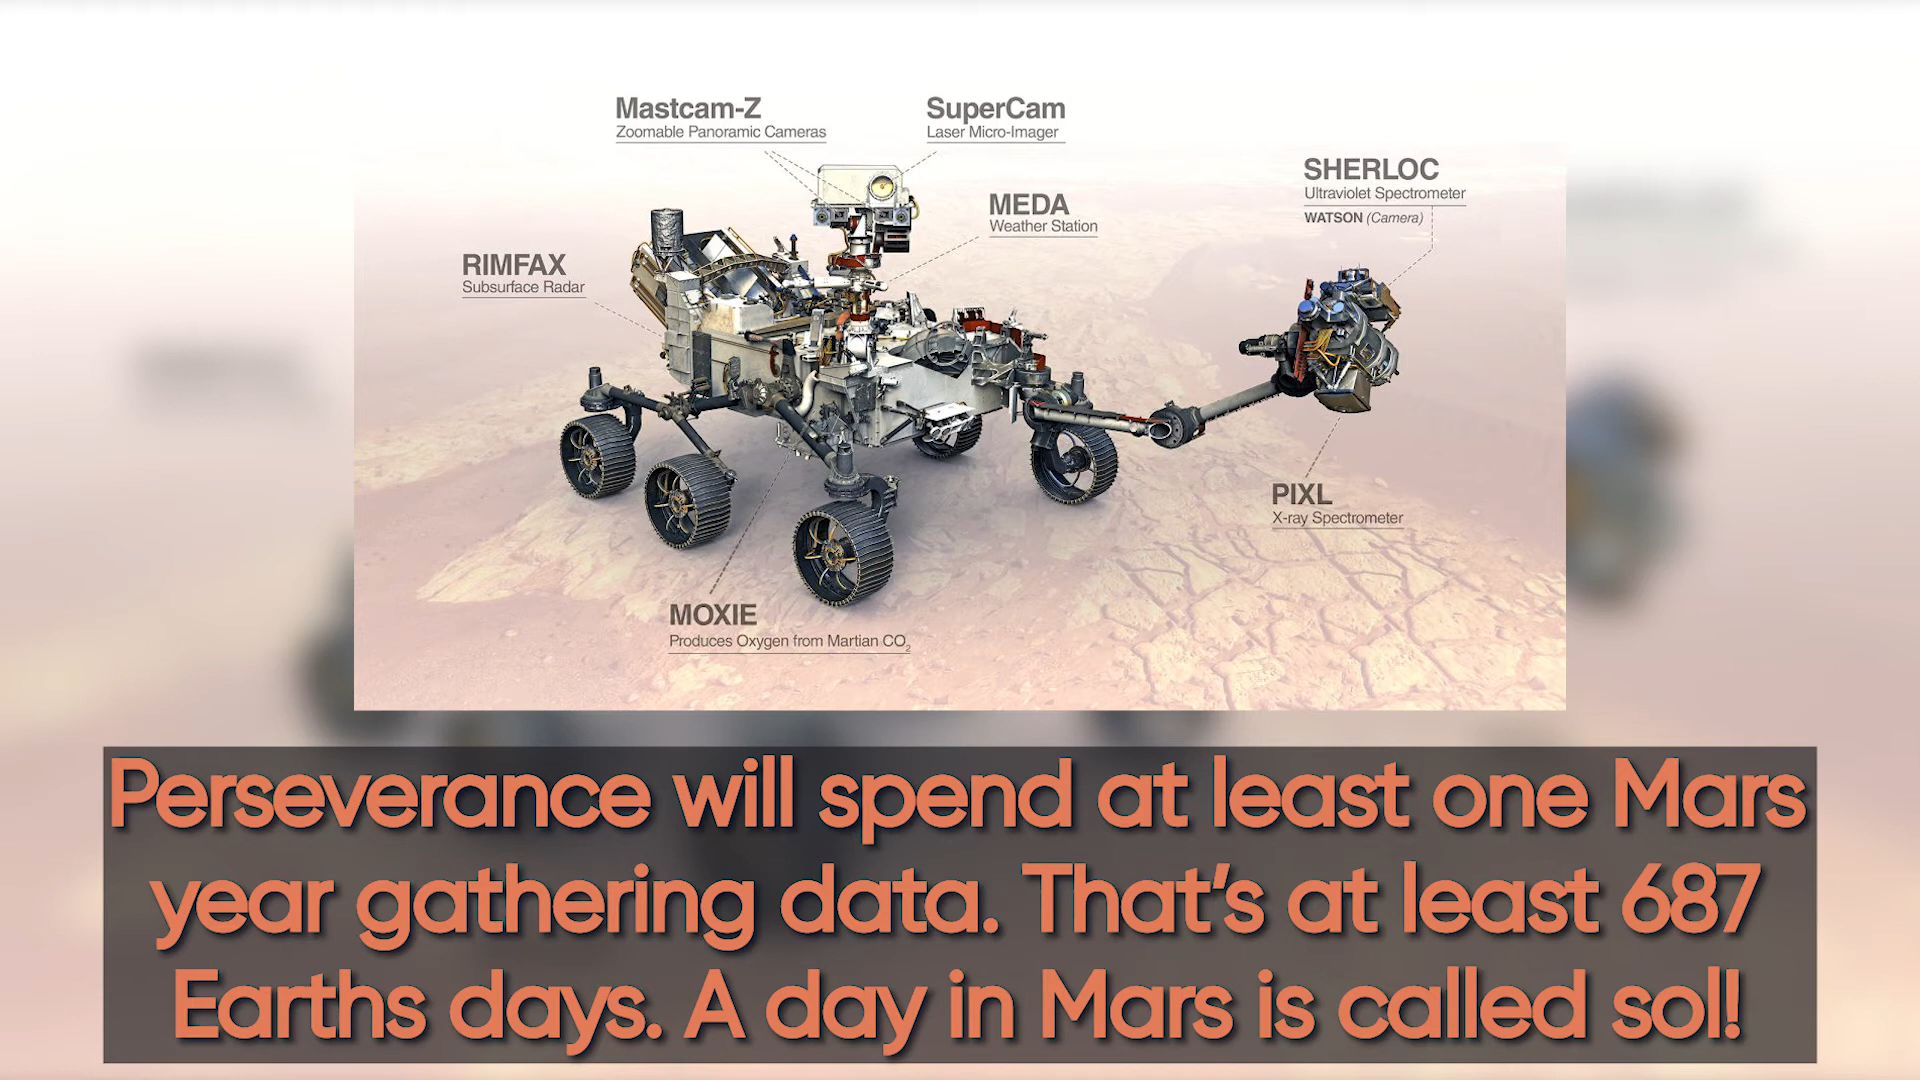 Mastcam-Z
Zoomable Panoramic Cameras
SuperCam
Laser Micro-Imager
SHERLOC
Ultraviolet Spectrometer
WATSON (Camera)
MEDA
Weather Station
RIMFAX
Subsurface Radar
PIXL
X-ray Spectrometer
MOXIE
Produces Oxygen from Martian CO₂
Perseverance will spend at least one Mars
year gathering data. That's at least 687
Earths days. A day in Mars is called sol!